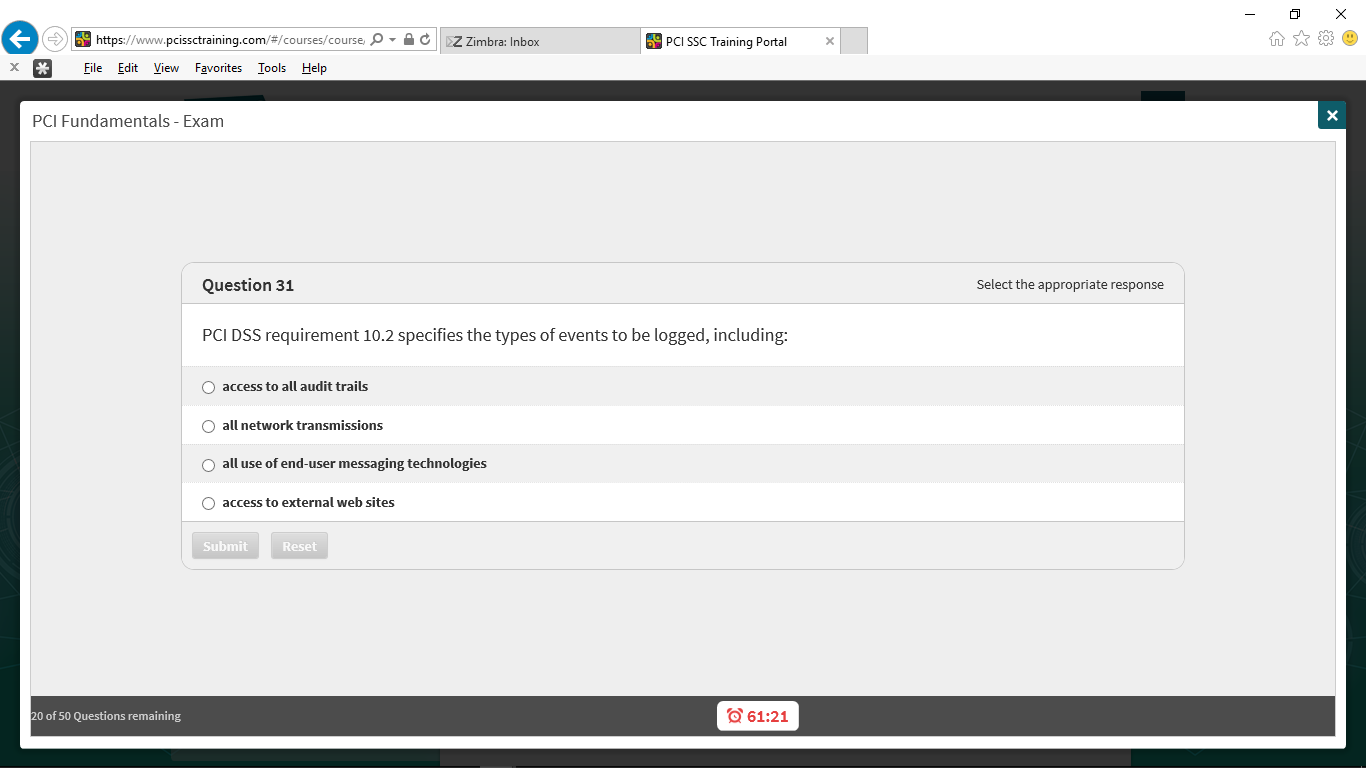 https://www.pcissctraining.com/#/courses/course,
Zimbra: Inbox
PCI SSC Training Portal
File Edit View Favorites Tools Help
PCI Fundamentals - Exam
Question 31
Select the appropriate response
PCI DSS requirement 10.2 specifies the types of events to be logged, including:
access to all audit trails
all network transmissions
all use of end-user messaging technologies
access to external web sites
Submit
Reset
20 of 50 Questions remaining
61:21